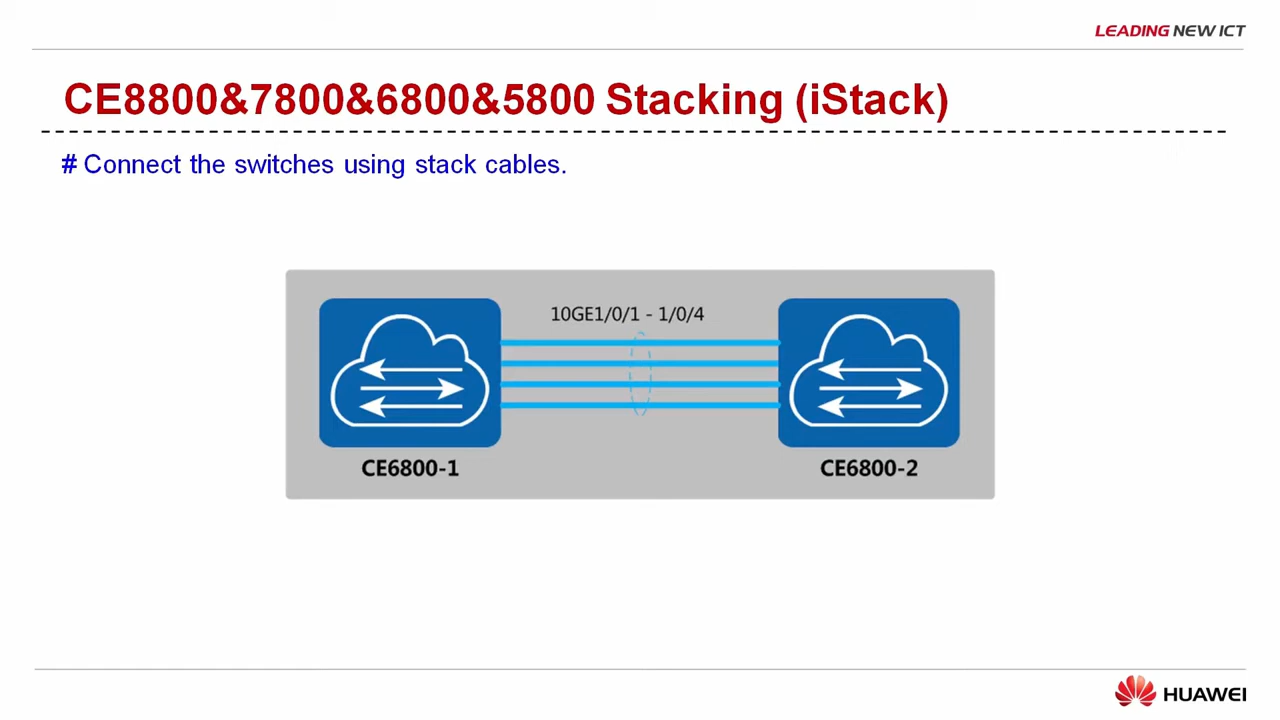 LEADING NEW ICT
CE8800&7800&6800&5800 Stacking (iStack)
# Connect the switches using stack cables.
10GE1/0/1 - 1/0/4
CE6800-1
CE6800-2
HUAWEI